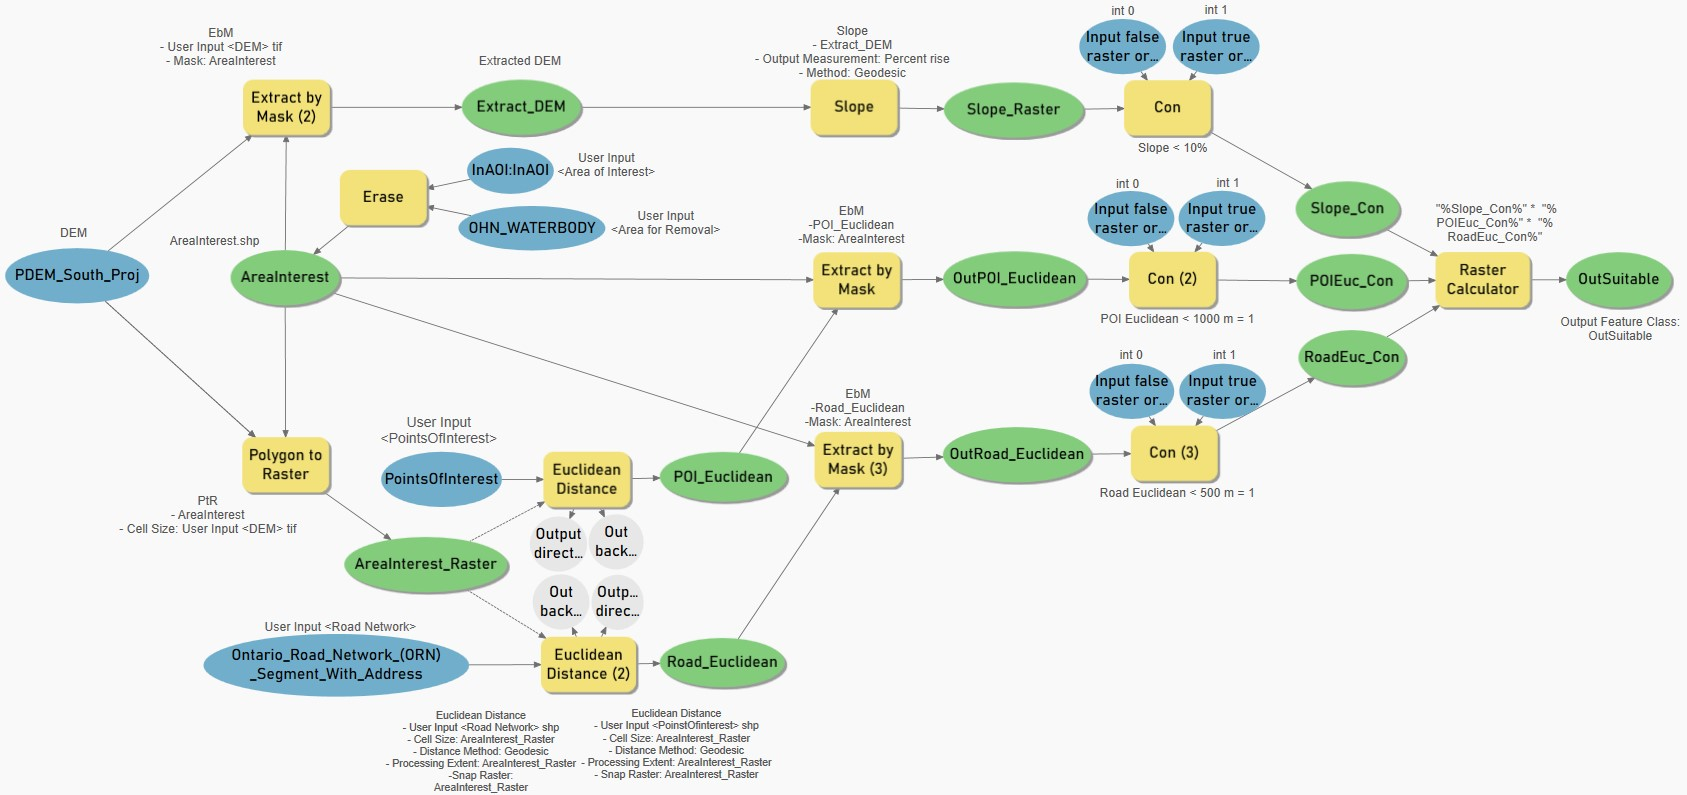 EbM
- User Input <DEM> tif
- Mask: AreaInterest
Extract by
Mask (2)
Extracted DEM
Extract_DEM
Slope
- Extract_DEM
- Output Measurement: Percent rise
- Method: Geodesic
Slope
Slope_Raster
int 0
Input false
raster or...
int 1
Input true
raster or...
Con
Slope < 10%
Erase
InAOI:InAOI
User Input
<Area of Interest>
OHN_WATERBODY
User Input
<Area for Removal>
DEM
PDEM_South_Proj
AreaInterest.shp
AreaInterest
EbM
-POI_Euclidean
-Mask: AreaInterest
Extract by
Mask
OutPOI_Euclidean
int 0
Input false
raster or...
int 1
Input true
raster or...
Con (2)
POI Euclidean < 1000 m = 1
Slope_Con
POIEuc_Con
RoadEuc_Con
"%Slope_Con%" * "%
POIEuc_Con%" * "%
RoadEuc_Con%"
Raster
Calculator
OutSuitable
Output Feature Class:
OutSuitable
EbM
-Road_Euclidean
-Mask: AreaInterest
Extract by
Mask (3)
OutRoad_Euclidean
int 0
Input false
raster or...
int 1
Input true
raster or...
Con (3)
Road Euclidean < 500 m = 1
Polygon to
Raster
PtR
- AreaInterest
- Cell Size: User Input <DEM> tif
User Input
<PointsOfInterest>
PointsOfInterest
Euclidean
Distance
POI_Euclidean
Output
direct...
Out
back...
AreaInterest_Raster
Out
back...
Outp...
direc...
User Input <Road Network>
Ontario_Road_Network_(ORN)
_Segment_With_Address
Euclidean
Distance (2)
Road_Euclidean
Euclidean Distance
- User Input <Road Network> shp
- Cell Size: AreaInterest_Raster
- Distance Method: Geodesic
- Processing Extent: AreaInterest_Raster
-Snap Raster:
AreaInterest_Raster
Euclidean Distance
- User Input <PoinstOfinterest> shp
- Cell Size: AreaInterest_Raster
- Distance Method: Geodesic
- Processing Extent: AreaInterest_Raster
- Snap Raster: AreaInterest_Raster